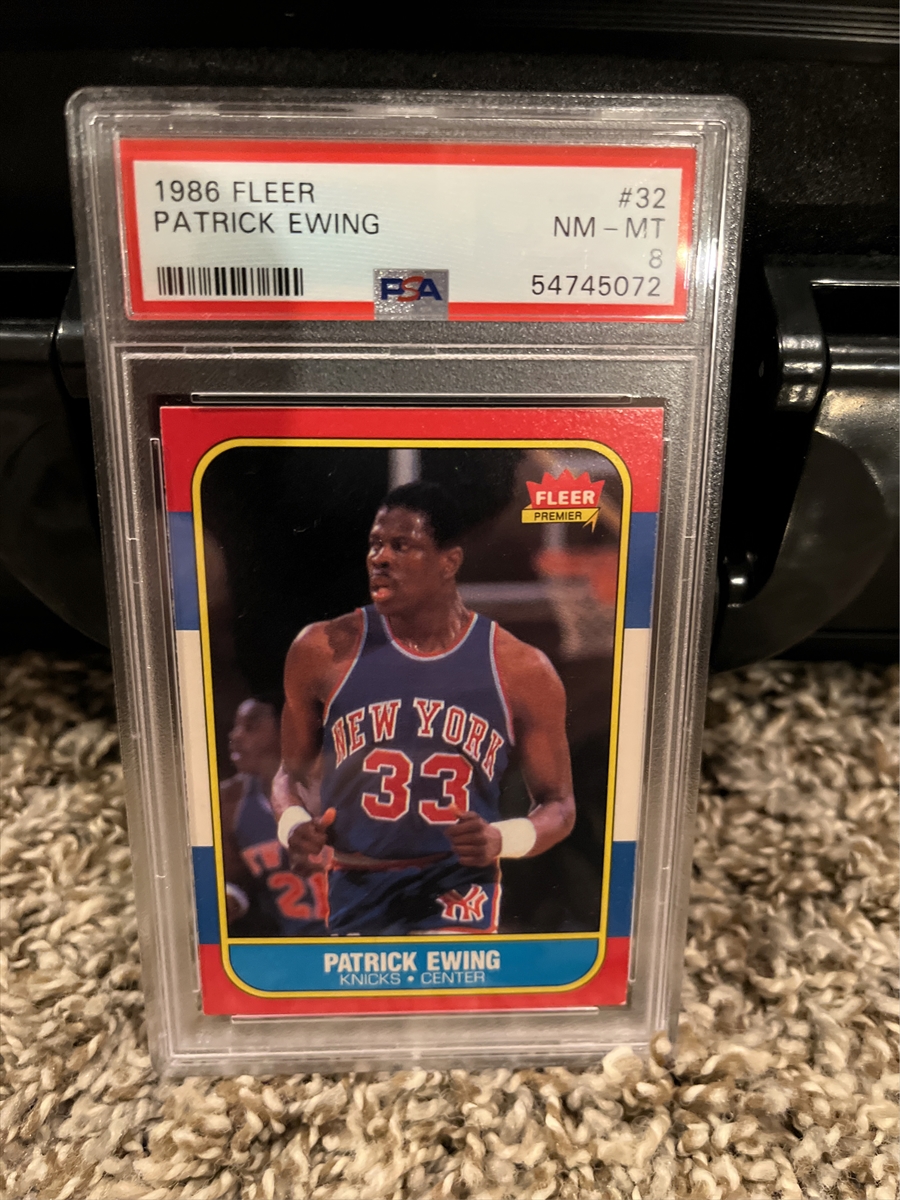 1986 FLEER #32
PATRICK EWING NM - MT
8
PSA 54745072
FLEER
PREMIER
NEW YORK
33
21
NY
PATRICK EWING
KNICKS • CENTER